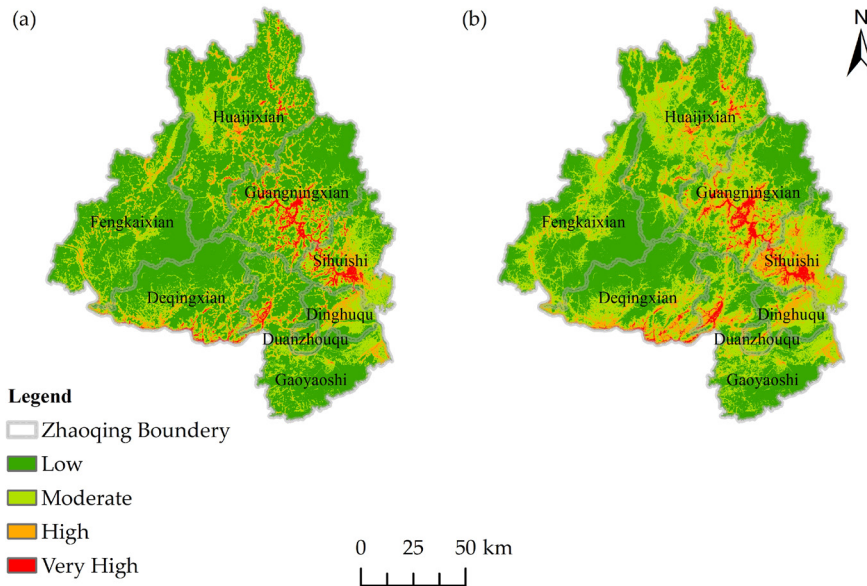 (a)
(b)
N
Huaijixian
Huaijixian
Guangningxian
Guangningxian
Fengkaixian
Fengkaixian
Sihuishi
Sihuishi
Deqingxian
Deqingxian
Dinghuqu
Dinghuqu
Duanzhouqu
Duanzhouqu
Gaoyaoshi
Gaoyaoshi
Legend
Zhaoqing Boundery
Low
Moderate
High
Very High
0 25 50 km